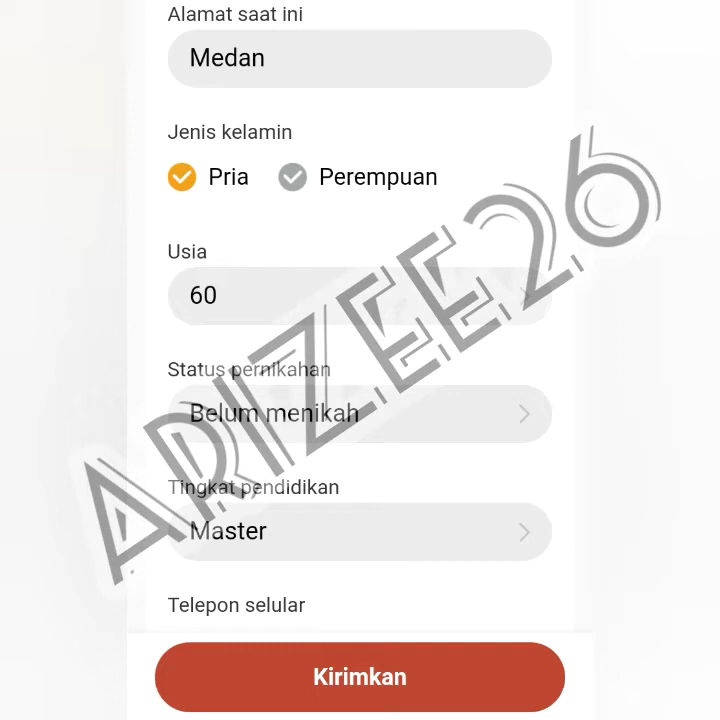 Alamat saat ini
Medan
Jenis kelamin
Pria Perempuan
Usia
60
Status pernikahan
Belum menikah
Tingkat pendidikan
Master
Telepon selular
Kirimkan
ARIZEE26